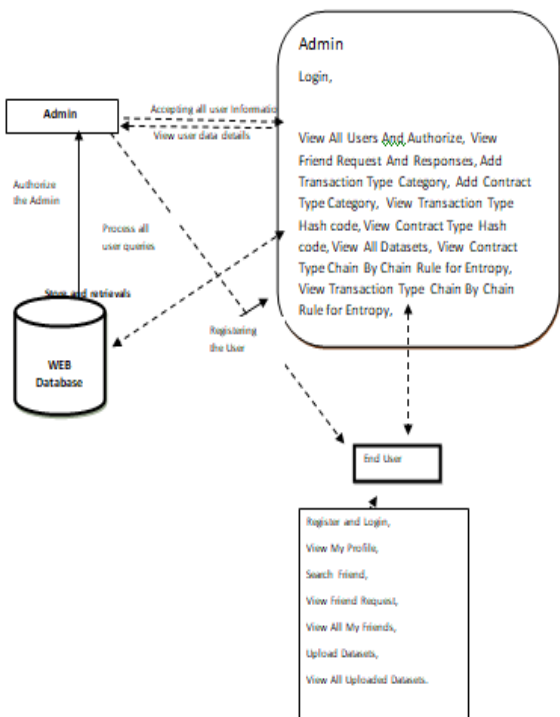 Admin
Login,
View All Users And Authorize, View
Friend Request And Responses, Add
Transaction Type Category, Add Contract
Type Category, View Transaction Type
Hash code, View Contract Type Hash
code, View All Datasets, View Contract
Type Chain By Chain Rule for Entropy,
View Transaction Type Chain By Chain
Rule for Entropy,
Admin
Accepting all user Informatio
View user data details
Authorize
the Admin
Process all
user queries
Store and retrievals
WEB
Database
Registering
the User
End User
Register and Login,
View My Profile,
Search Friend,
View Friend Request,
View All My Friends,
Upload Datasets,
View All Uploaded Datasets.